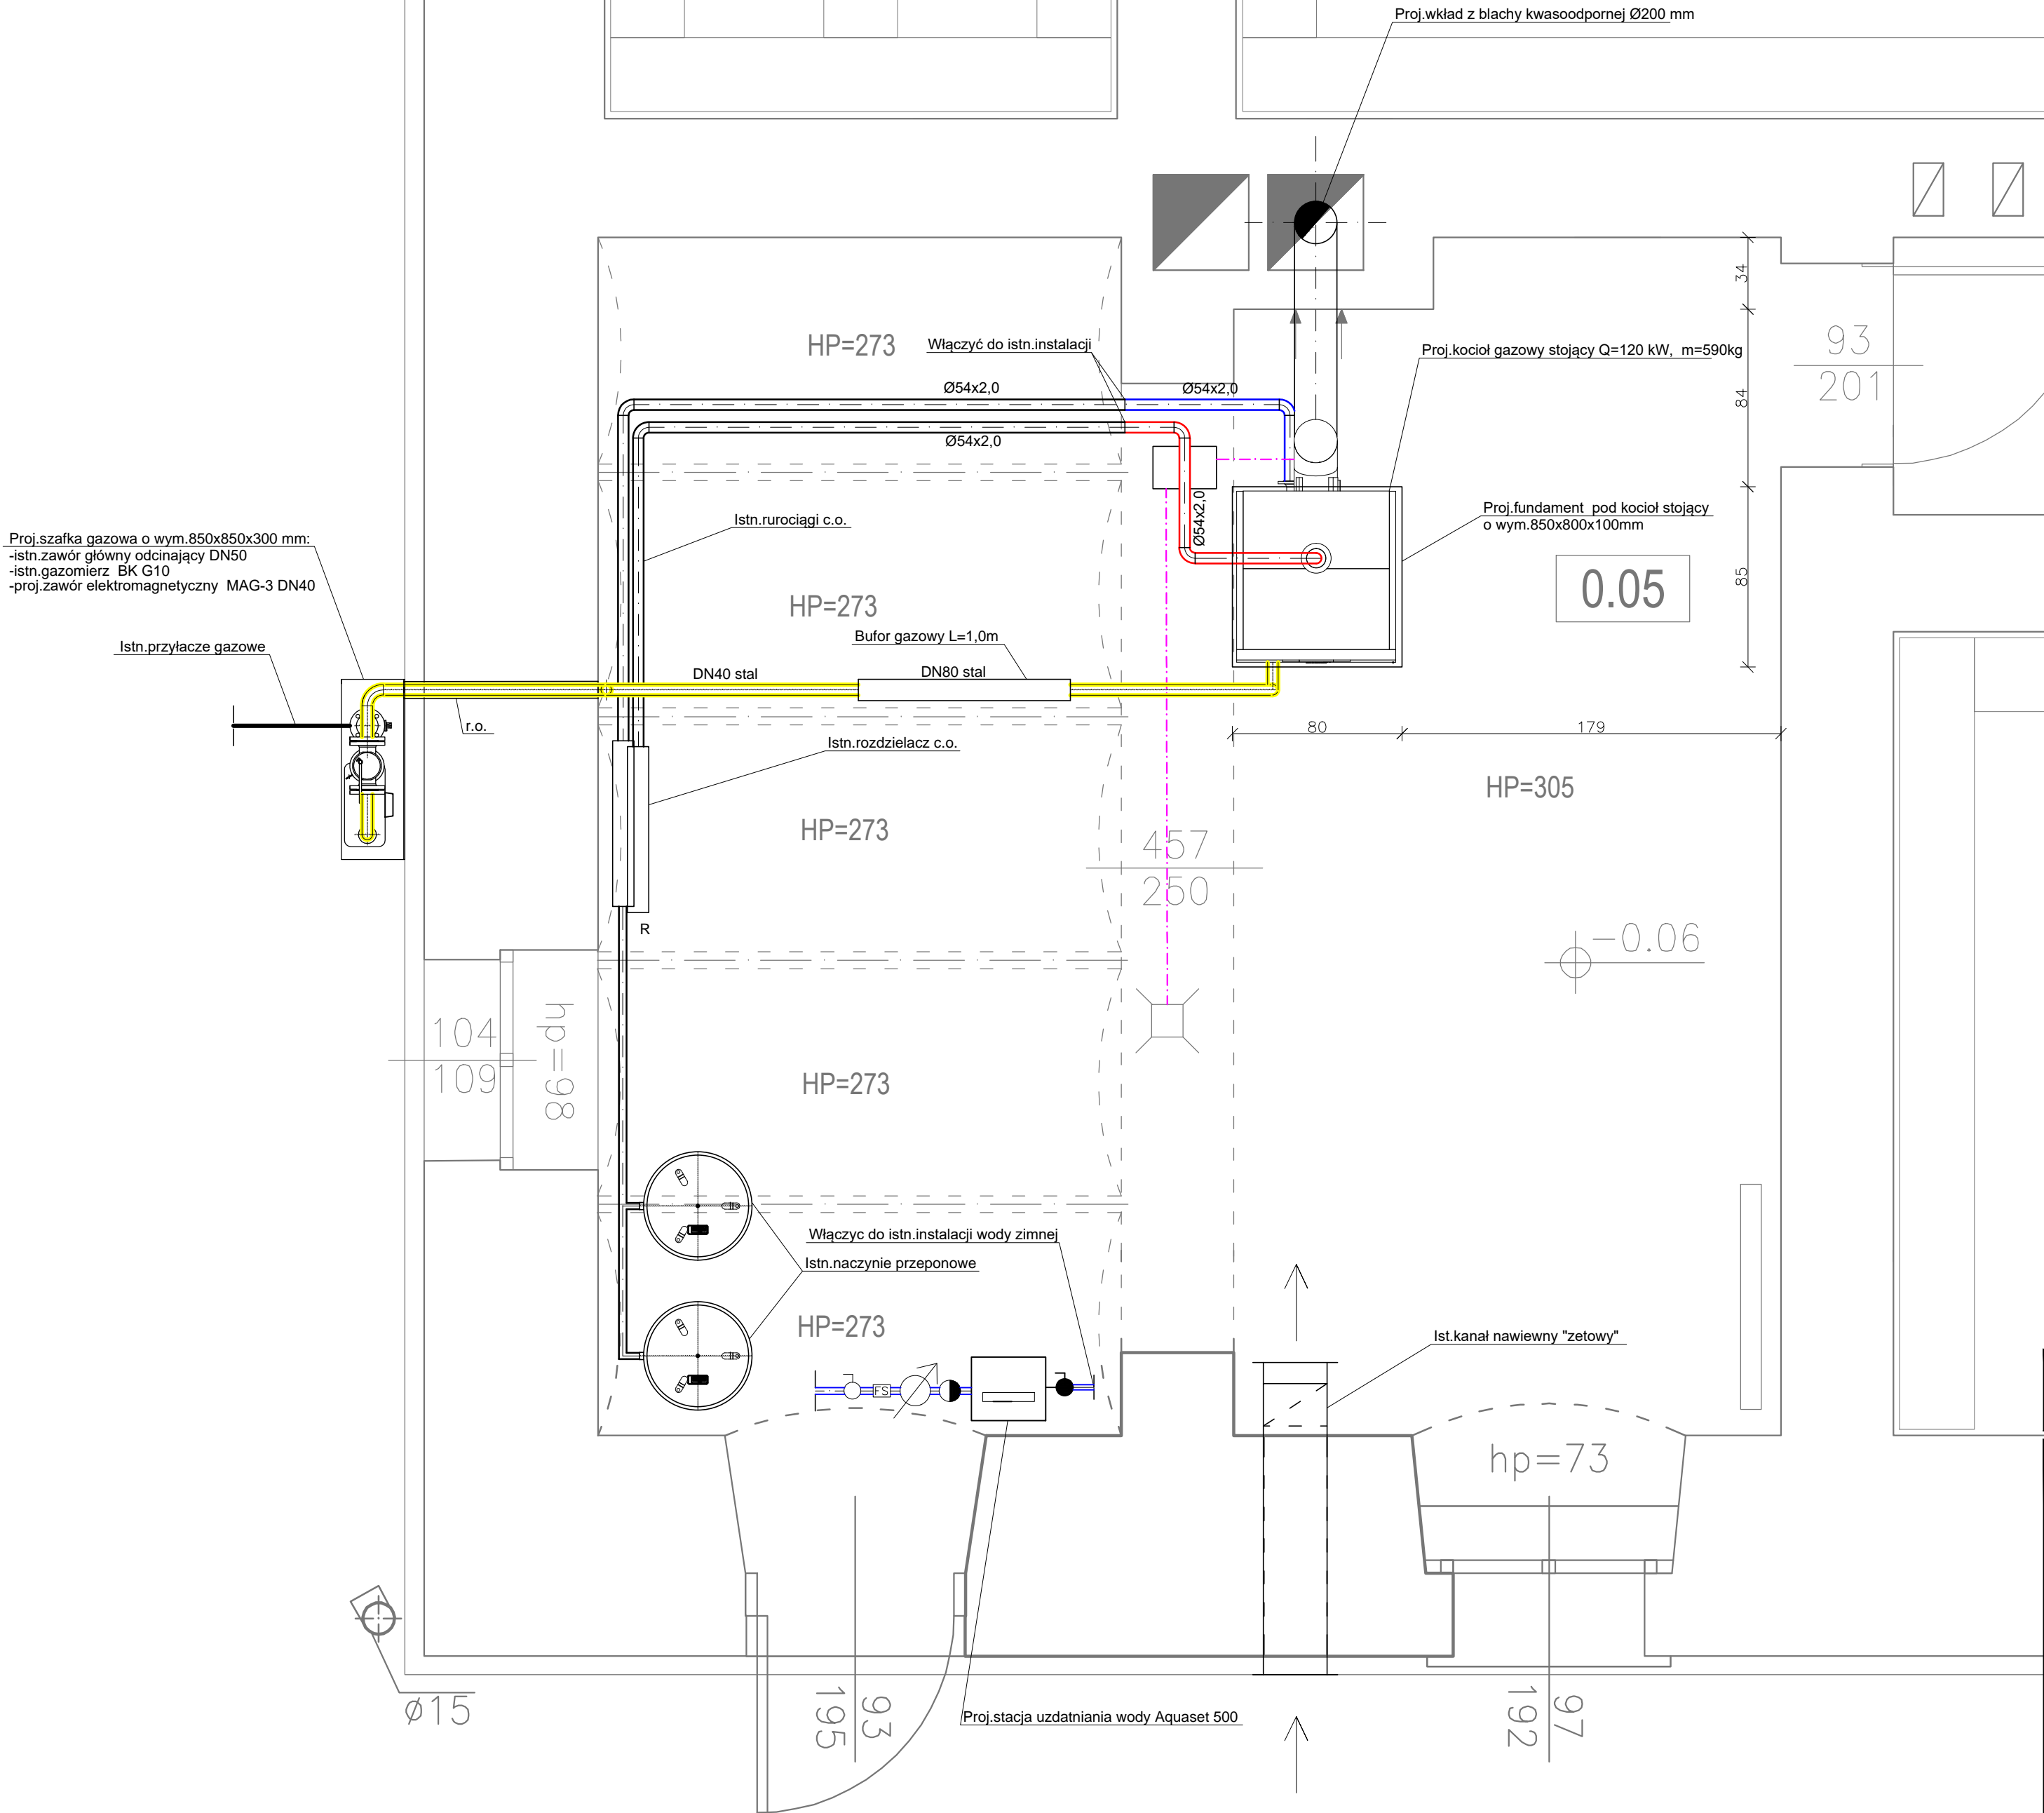 Proj.wkład z blachy kwasoodpornej Ø200 mm
34
HP=273
Włączyć do istn.instalacji
Proj.kocioł gazowy stojący Q=120 kW,  m=590kg
93
201
Ø54x2,0
Ø54x2,0
84
Ø54x2,0
Ø54x2,0
Istn.rurociągi c.o.
Proj.fundament  pod kocioł stojący
o wym.850x800x100mm
Proj.szafka gazowa o wym.850x850x300 mm:
-istn.zawór główny odcinający DN50
-istn.gazomierz  BK G10
-proj.zawór elektromagnetyczny  MAG-3 DN40
0.05
85
HP=273
Istn.przyłacze gazowe
Bufor gazowy L=1,0m
DN40 stal
DN80 stal
r.o.
80
179
Istn.rozdzielacz c.o.
HP=305
HP=273
457
250
R
-0.06
104
109
hp=98
HP=273
Włączyc do istn.instalacji wody zimnej
Istn.naczynie przeponowe
HP=273
Ist.kanał nawiewny "zetowy"
FS
hp=73
ø15
93
195
Proj.stacja uzdatniania wody Aquaset 500
97
192